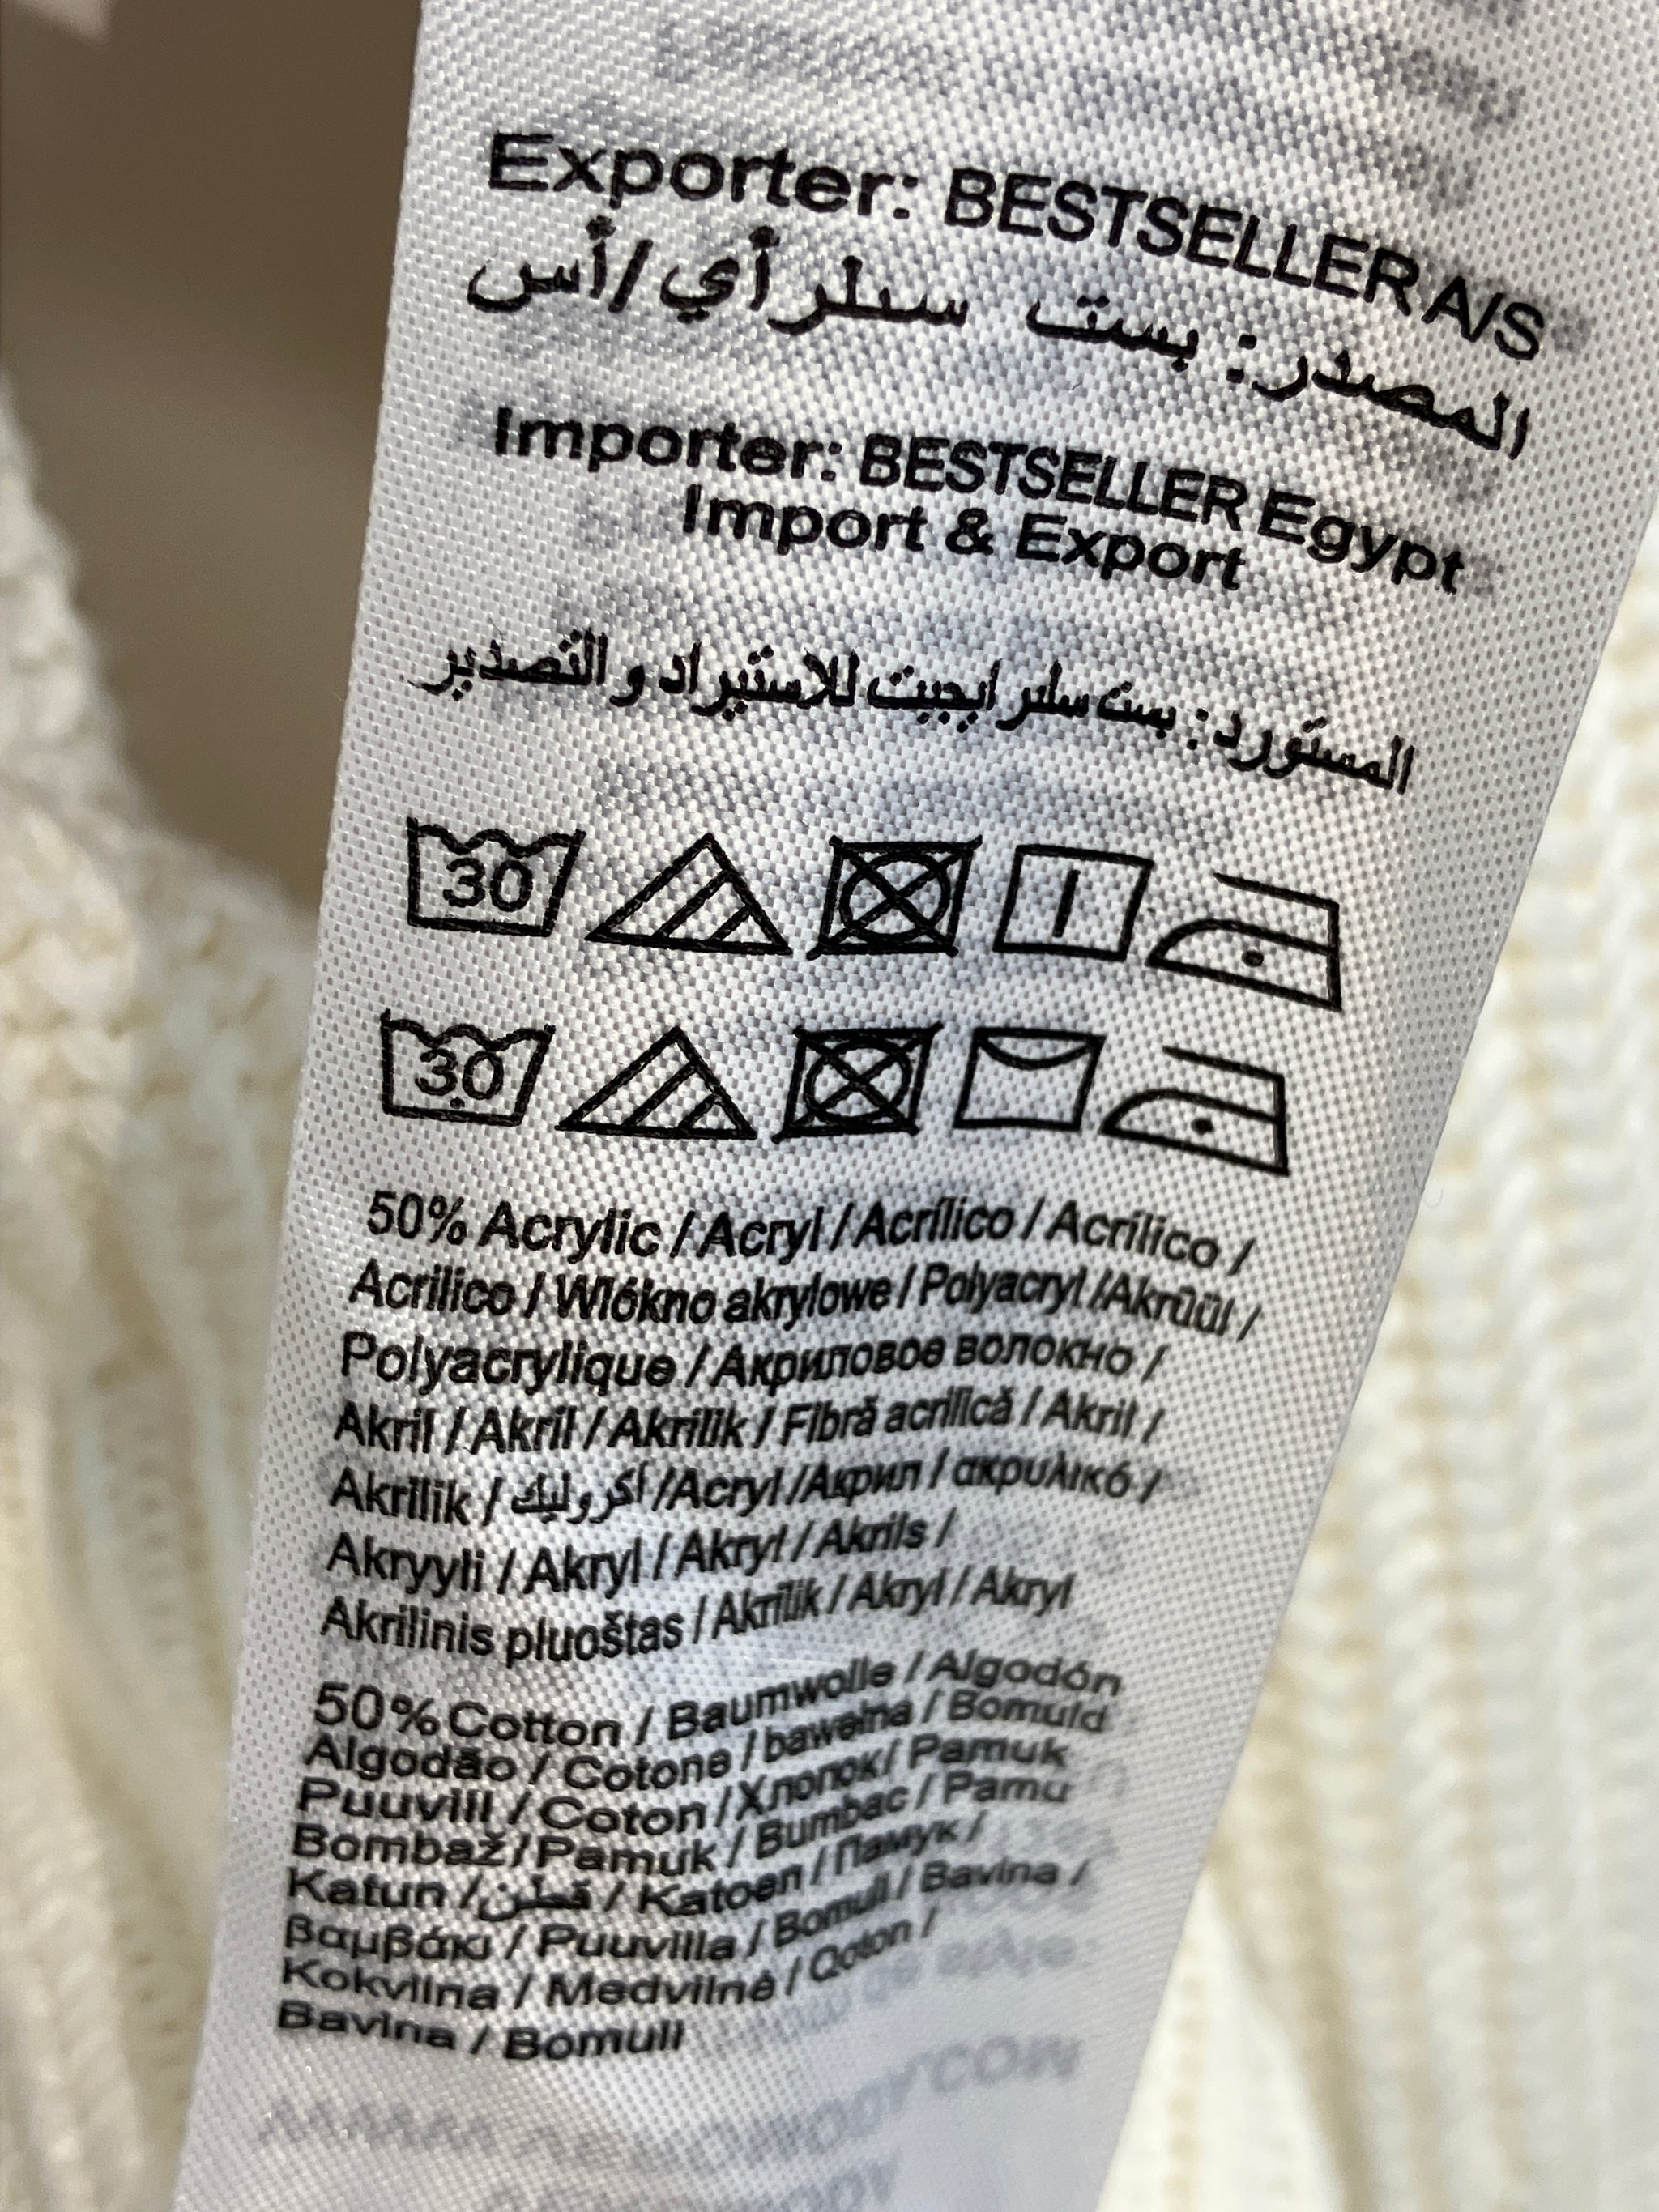 Exporter: BESTSELLER A/S
المصدر: بست سلر أي/أس
Importer: BESTSELLER Egypt
Import & Export
المستورد: بست سلر ايجيبت للاستيراد و التصدير
30
30
50% Acrylic / Acryl / Acrílico / Acrílico /
Acrilico / Włókno akrylowe / Polyacryl /Akrüül /
Polyacrylique / Акриловое волокно /
Akril / Akril / Akrilik / Fibră acrilică / Akril /
Akrilik / اكروليك /Acryl /Акрил / ακρυλικό /
Akryyli / Akryl / Akryl / Akrils /
Akrilinis pluoštas / Akrilik / Akryl / Akryl
50% Cotton / Baumwolle / Algodón
Algodão / Cotone / bawełna / Bomuld
Puuvill / Coton / Хлопок/ Pamuk
Bombaž / Pamuk / Bumbac / Pamu
Katun / قطن / Katoen / Памук /
βαμβάκι / Puuvilla / Bomull / Bavlna /
Kokvilna / Medvilnė / Qoton /
Bavlna / Bomull